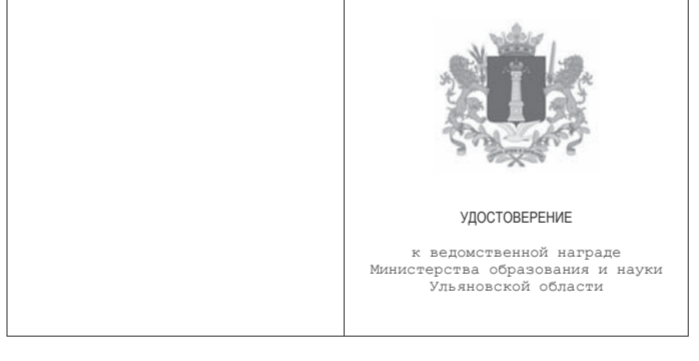 УДОСТОВЕРЕНИЕ
к ведомственной награде
Министерства образования и науки
Ульяновской области